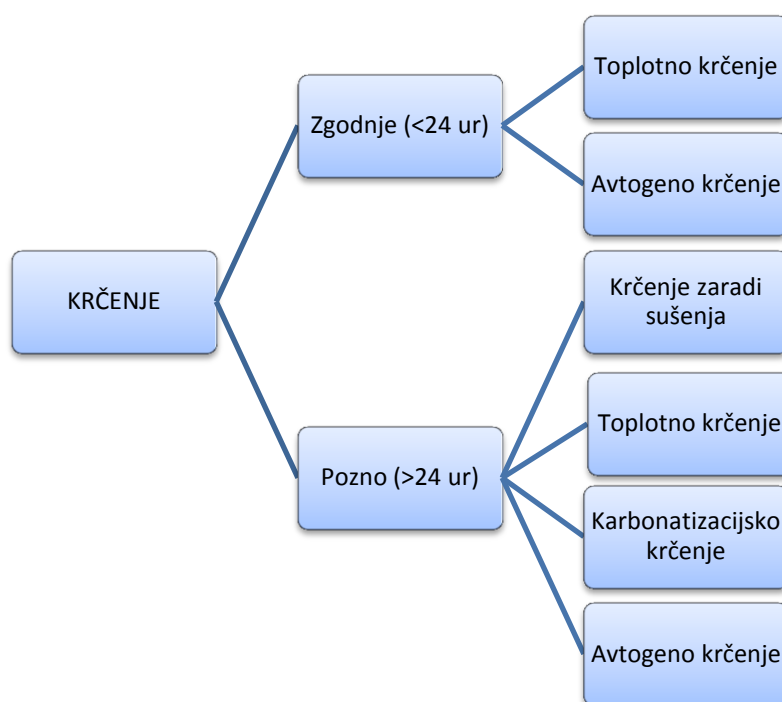 KRČENJE
Zgodnje (<24 ur)
Toplotno krčenje
Avtogeno krčenje
Pozno (>24 ur)
Krčenje zaradi
sušenja
Toplotno krčenje
Karbonatizacijsko
krčenje
Avtogeno krčenje